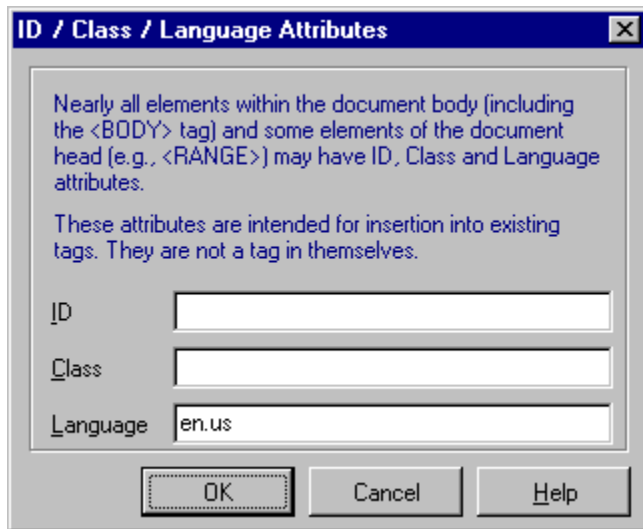 ID / Class / Language Attributes
Nearly all elements within the document body (including
the <BODY> tag) and some elements of the document
head (e.g., <RANGE>) may have ID, Class and Language
attributes.
These attributes are intended for insertion into existing
tags. They are not a tag in themselves.
ID
Class
Language en.us
OK Cancel Help